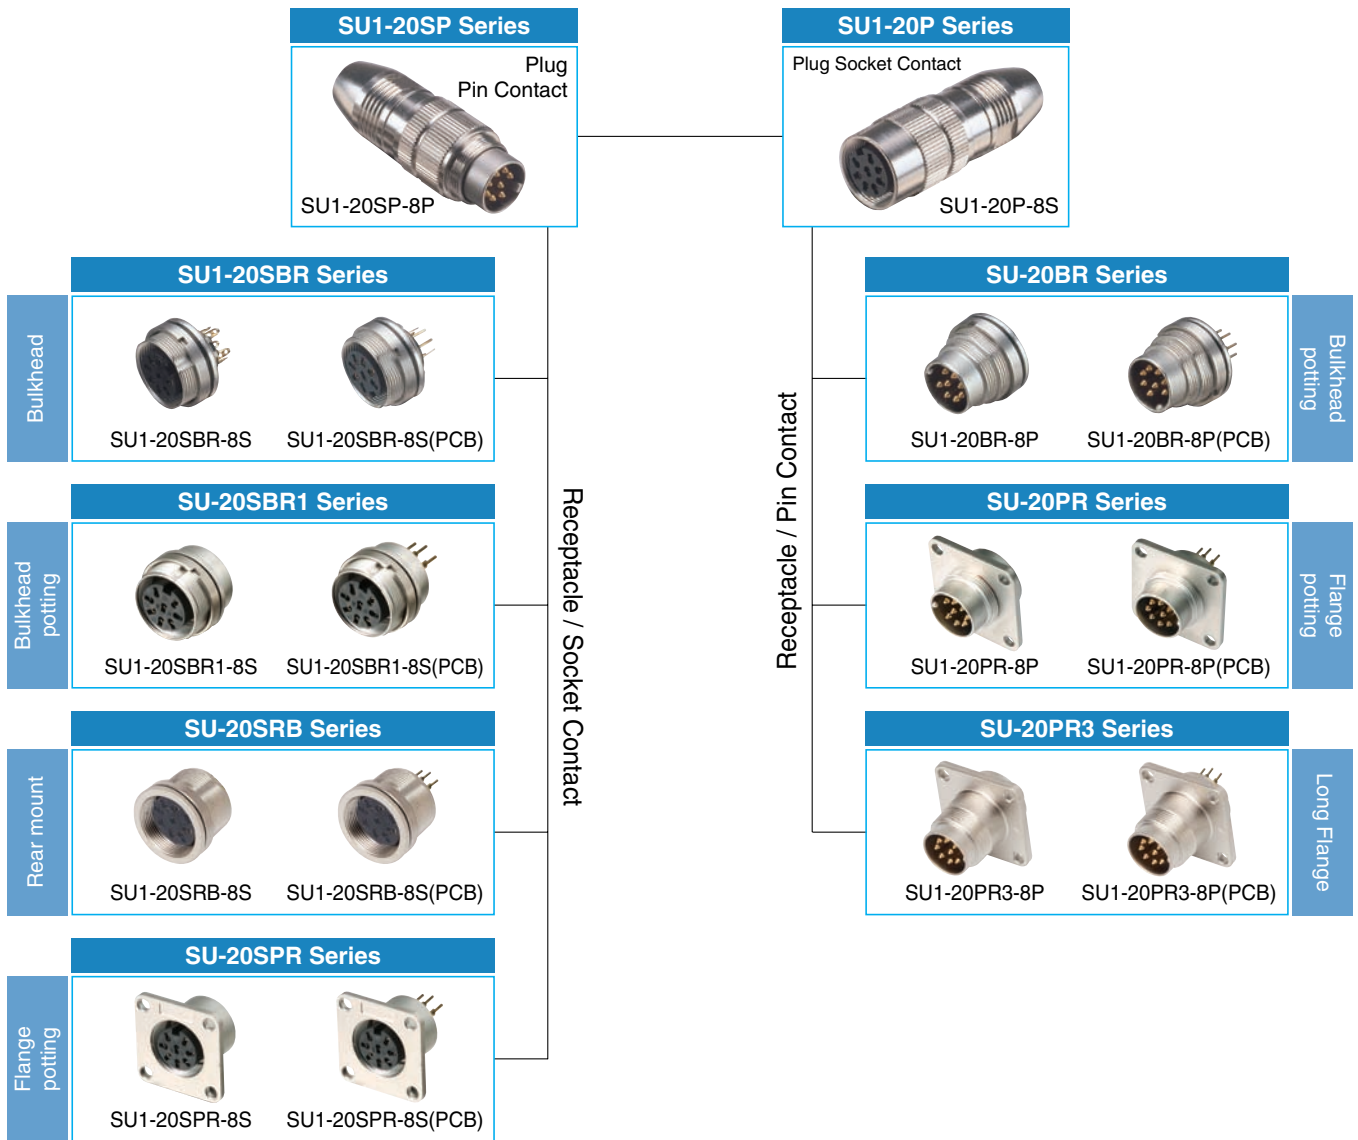 SU1-20SP Series
Plug
Pin Contact
SU1-20SP-8P
SU1-20P Series
Plug Socket Contact
SU1-20P-8S
Receptacle / Socket Contact
Bulkhead
SU1-20SBR Series
SU1-20SBR-8S
SU1-20SBR-8S(PCB)
Bulkhead
potting
SU-20SBR1 Series
SU1-20SBR1-8S
SU1-20SBR1-8S(PCB)
Rear mount
SU-20SRB Series
SU1-20SRB-8S
SU1-20SRB-8S(PCB)
Flange
potting
SU-20SPR Series
SU1-20SPR-8S
SU1-20SPR-8S(PCB)
Receptacle / Pin Contact
SU-20BR Series
SU1-20BR-8P
SU1-20BR-8P(PCB)
Bulkhead
potting
SU-20PR Series
SU1-20PR-8P
SU1-20PR-8P(PCB)
Flange
potting
SU-20PR3 Series
SU1-20PR3-8P
SU1-20PR3-8P(PCB)
Long Flange